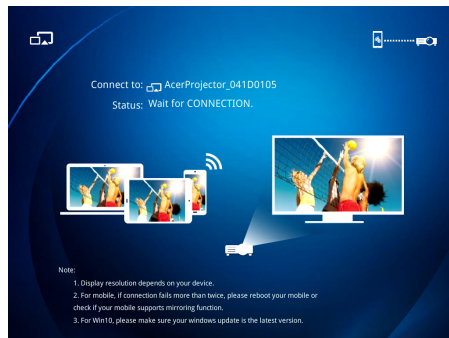 Connect to: AcerProjector_041D0105
Status: Wait for CONNECTION.
Note:
1. Display resolution depends on your device.
2. For mobile, if connection fails more than twice, please reboot your mobile or
check if your mobile supports mirroring function.
3. For Win10, please make sure your windows update is the latest version.